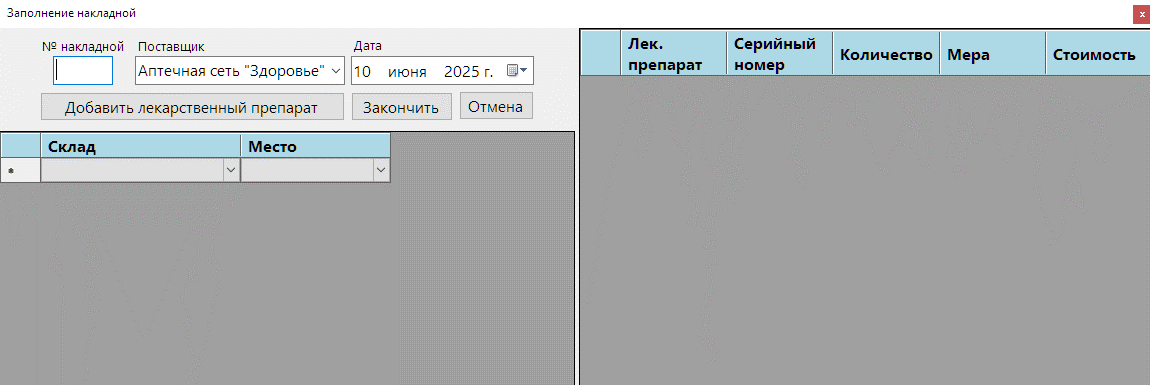 Заполнение накладной
x
№ накладной Поставщик Дата
Аптечная сеть "Здоровье" 10 июня 2025 г.
Добавить лекарственный препарат Закончить Отмена
Склад Место
*
Лек. препарат Серийный номер Количество Мера Стоимость